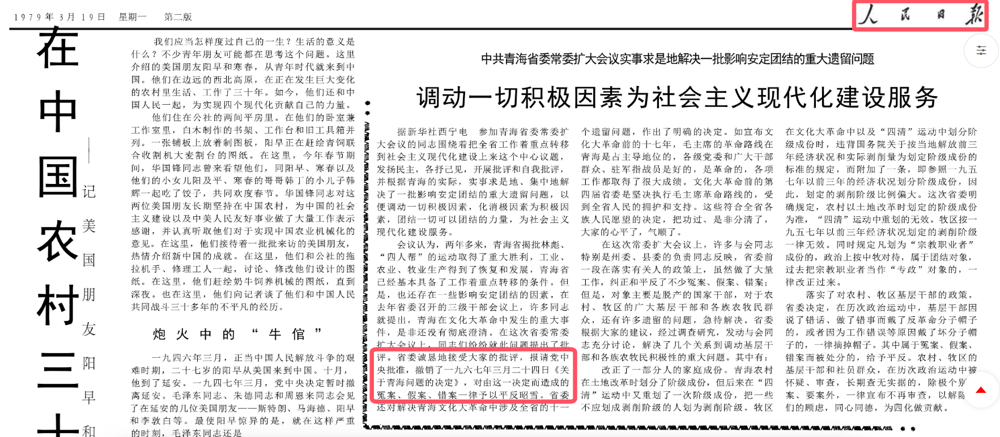 1979年3月19日 星期一 第二版
人民日报
在中国农村三十
——记美国朋友阳早和
我们应当怎样度过自己的一生？生活的意义是
什么？不少青年朋友可能都在思考这个问题。这里
介绍的美国朋友阳早和寒春，从青年时代就来到中
国。他们在边远的西北高原，在正在发生巨大变化
的农村里生活、工作了三十年。如今，他们还和中
国人民一起，为实现四个现代化贡献自己的力量。
他们住在公社的两间平房里。在他们的卧室兼
工作室里，白木制作的书架、工作台和旧工具箱并
列。一张铺板上放着制图板，阳早正在赶绘青饲联
合收割机大麦割台的图纸。在这里，今年春节期
间，华国锋同志曾来看望他们，同阳早、寒春以及
他们的小女儿阳及平、寒春的哥哥韩丁的小儿子韩
辉一起吃了饺子，共同欢度春节。华国锋同志对这
两位美国朋友长期坚持在中国农村，为中国的社会
主义建设以及中美人民友好事业做了大量工作表示
感谢，并认真听取他们对于实现中国农业机械化的
意见。在这里，他们接待着一批批来访的美国朋友，
热情介绍新中国的成就。在这里，他们和公社的拖
拉机手、修理工人一起，讨论、修改他们设计的图
纸。在这里，他们赶绘奶牛饲养机械的图纸，直到
深夜。也在这里，他们向记者谈了他们和中国人民
共同战斗三十多年的不平凡的经历。
炮火中的“牛倌”
一九四六年三月，正当中国人民解放斗争的艰
难时期，二十七岁的阳早从美国来到中国。十月，
他到了延安。一九四七年三月，党中央决定暂时撤
离延安。毛泽东同志、朱德同志和周恩来同志会见
了在延安的几位美国朋友——斯特朗、马海德、阳早
和李敦白等。最使阳早惊异的是，就在这样严重
的时刻，毛泽东同志还是
中共青海省委常委扩大会议实事求是地解决一批影响安定团结的重大遗留问题
调动一切积极因素为社会主义现代化建设服务
据新华社西宁电 参加青海省委常委扩
大会议的同志围绕着把全省工作着重点转移
到社会主义现代化建设上来这个中心议题，
发扬民主，各抒己见，开展批评和自我批评，
并根据青海的实际，实事求是地、集中地解
决了一批影响安定团结的重大遗留问题，以
便调动一切积极因素，化消极因素为积极因
素，团结一切可以团结的力量，为社会主义
现代化建设服务。
会议认为，两年多来，青海省揭批林彪、
“四人帮”的运动取得了重大胜利，工业、
农业、牧业生产得到了恢复和发展，青海省
已经基本具备了工作着重点转移的条件。但
是，也还存在一些影响安定团结的因素。在
去年省委召开的三级干部会议上，许多同志
就提出，青海在文化大革命中发生的重大事
件，是非还没有彻底澄清。在这次省委常委
扩大会议上，同志们纷纷就此问题提出了批
评。省委诚恳地接受大家的批评，报请党中
央批准，撤销了一九六七年三月二十四日《关
于青海问题的决定》，对由这一决定而造成的
冤案、假案、错案一律予以平反昭雪。省委
还对解决青海文化大革命中涉及全省的十一
个遗留问题，作出了明确的决定。如宣布文
化大革命前的十七年，毛主席的革命路线在
青海是占主导地位的，各级党委和广大干部
群众、驻军指战员是好的，是革命的，各项
工作都取得了很大成绩。文化大革命前的第
四届省委是坚决执行毛主席革命路线的，受
到全省人民的拥护和支持。这些符合全省各
族人民愿望的决定，把功过、是非分清了，
大家的心平了，气顺了。
在这次常委扩大会议上，许多与会同志
特别是州委、县委的负责同志反映，省委前
一段在落实有关人的政策上，虽然做了大量
工作，纠正和平反了不少冤案、假案、错案；
但是，对象主要是脱产的国家干部，对于农
村、牧区的广大基层干部和各族农牧民群
众，还有许多遗留的问题，急待解决。省委
根据大家的建议，经过调查研究，发动与会同
志充分讨论，解决了几个关系到调动基层干
部和各族农牧民积极性的重大问题。其中有：
改正了一部分人的家庭成份。青海农村
在土地改革时划分了阶级成份，但后来在“四
清”运动中又重划了一次阶级成份，把一些
不应划成剥削阶级的人划为剥削阶级。牧区
在文化大革命中以及“四清”运动中划分阶
级成份时，违背国务院关于按当地解放前三
年经济状况和实际剥削量为划定阶级成份的
标准的规定，而附加了一条，即参照一九五
七年以前三年的经济状况划分阶级成份，因
此，划定的剥削阶级比例偏大。这次省委明
确规定，农村以土地改革时划定的阶级成份
为准，“四清”运动中重划的无效。牧区按一
九五七年以前三年经济状况划定的剥削阶级
一律无效。同时规定凡划为“宗教职业者”
成份的，政治上按中牧对待，属于团结对象，
过去把宗教职业者当作“专政”对象的，一
律改正过来。
落实了对农村、牧区基层干部的政策。
省委决定，在历次政治运动中，基层干部因
说了错话、做了错事而戴了反革命分子帽子
的，或者因为工作错误等原因戴了坏分子帽
子的，一律摘掉帽子。其中属于冤案、假案、
错案而被处分的，给予平反。农村、牧区的
基层干部和社员群众，在历次政治运动中被
怀疑、审查，长期查无实据的，除极个别
案、要案外，一律宣布不再审查，以解除
们的顾虑，同心同德，为四化做贡献。